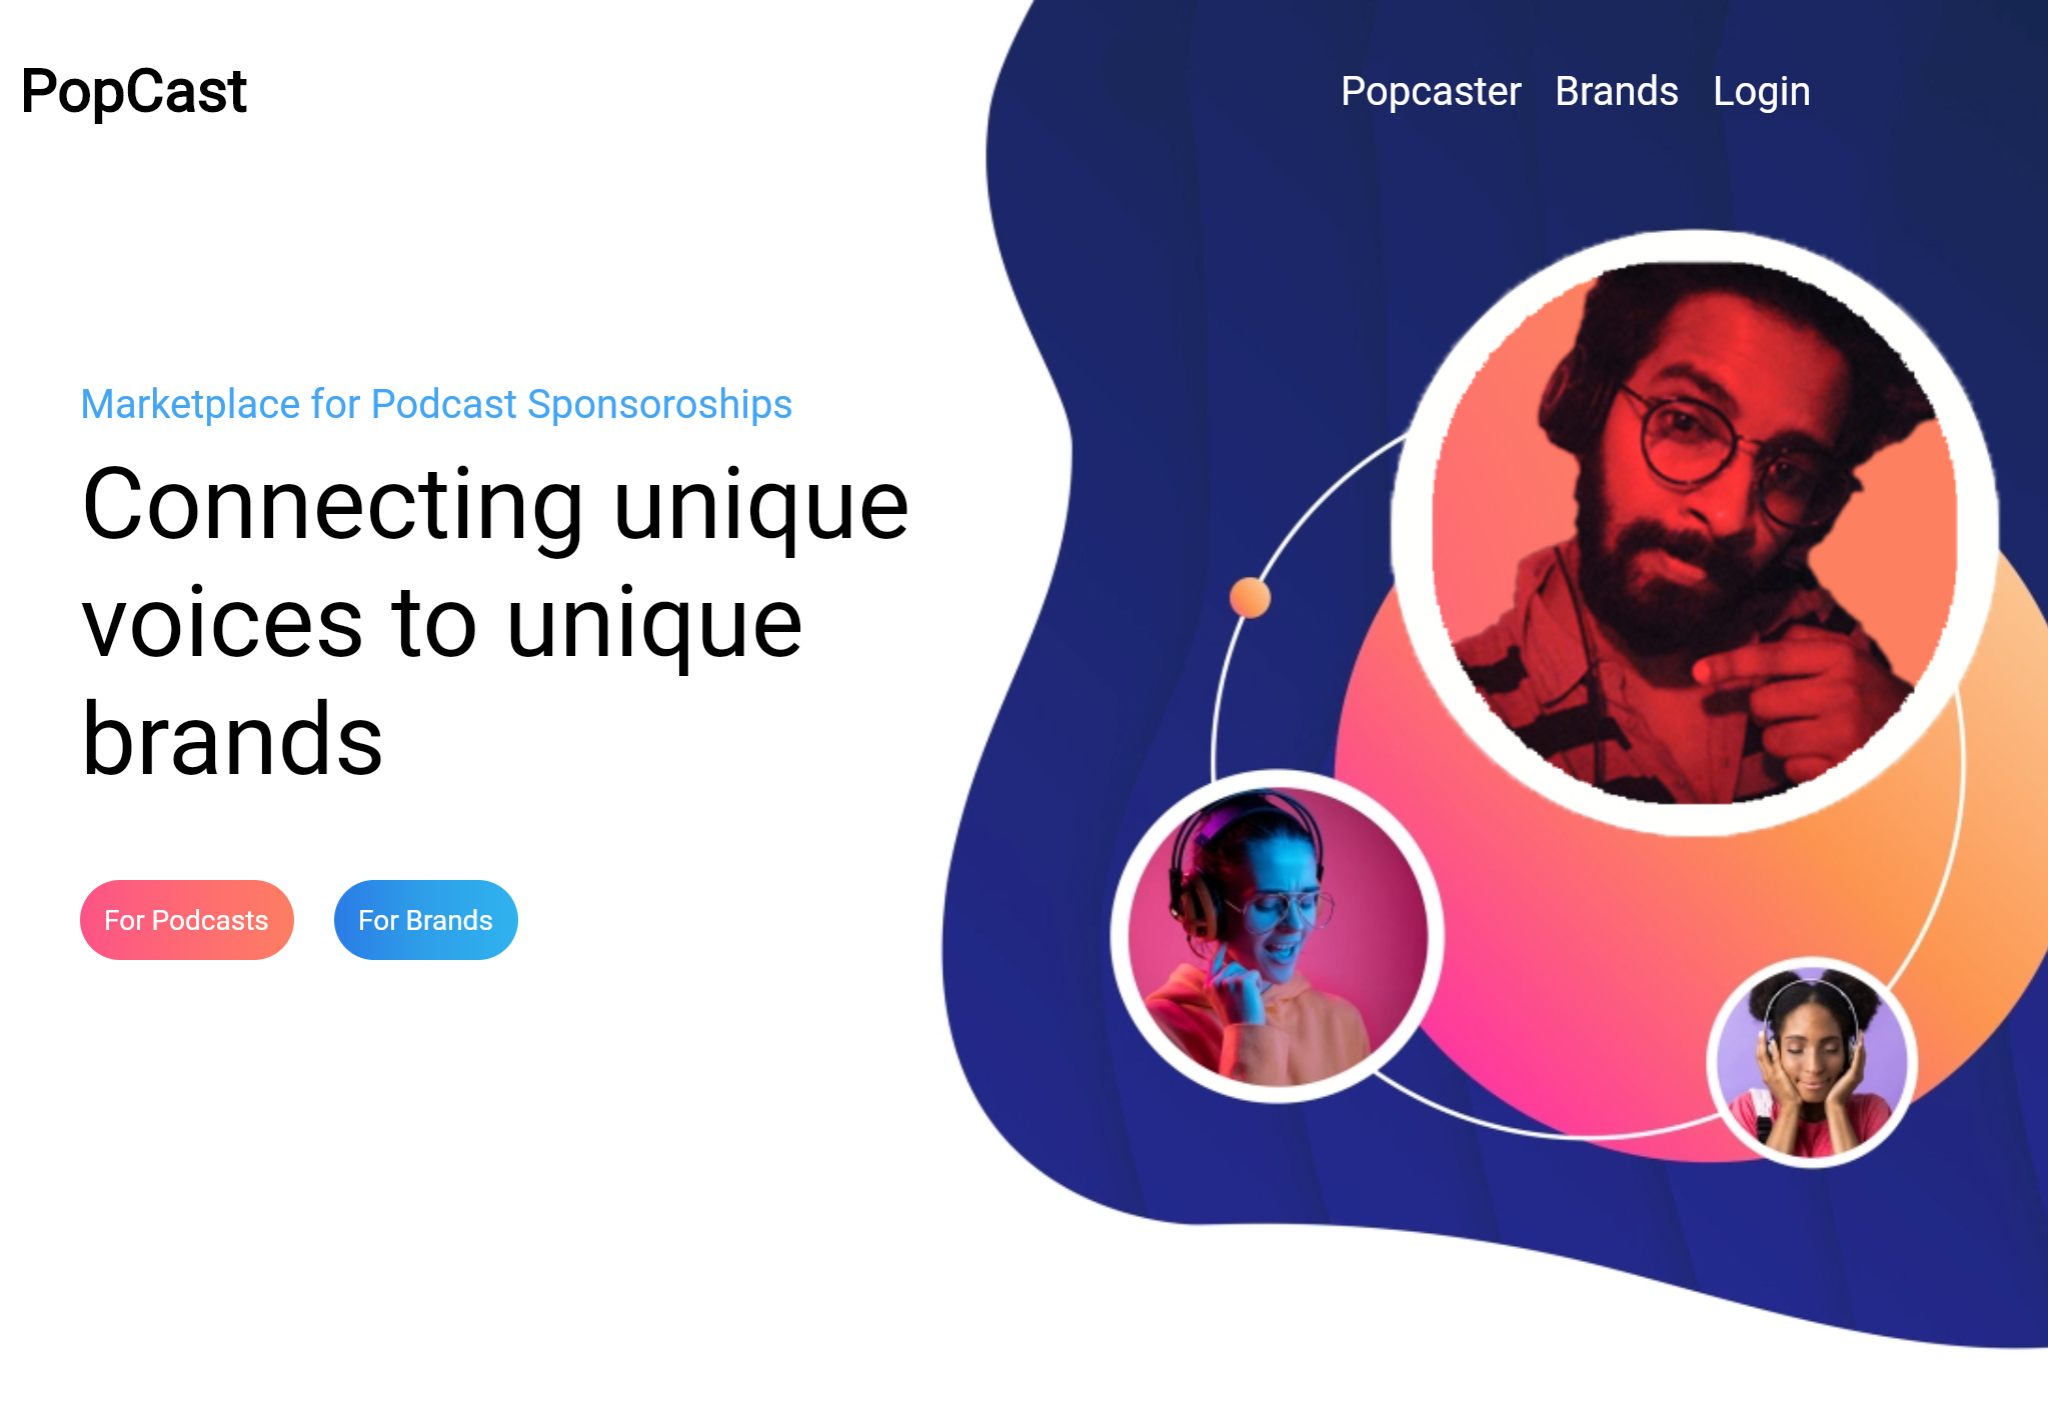 PopCast
Popcaster Brands Login
Marketplace for Podcast Sponsoroships
Connecting unique
voices to unique
brands
For Podcasts
For Brands